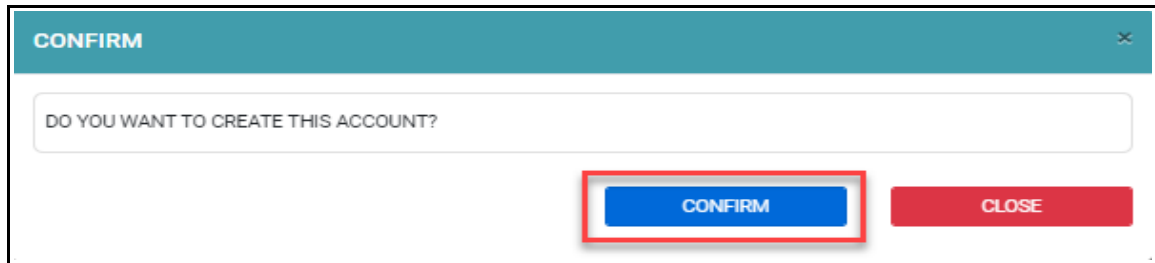 CONFIRM ×
DO YOU WANT TO CREATE THIS ACCOUNT?
CONFIRM CLOSE